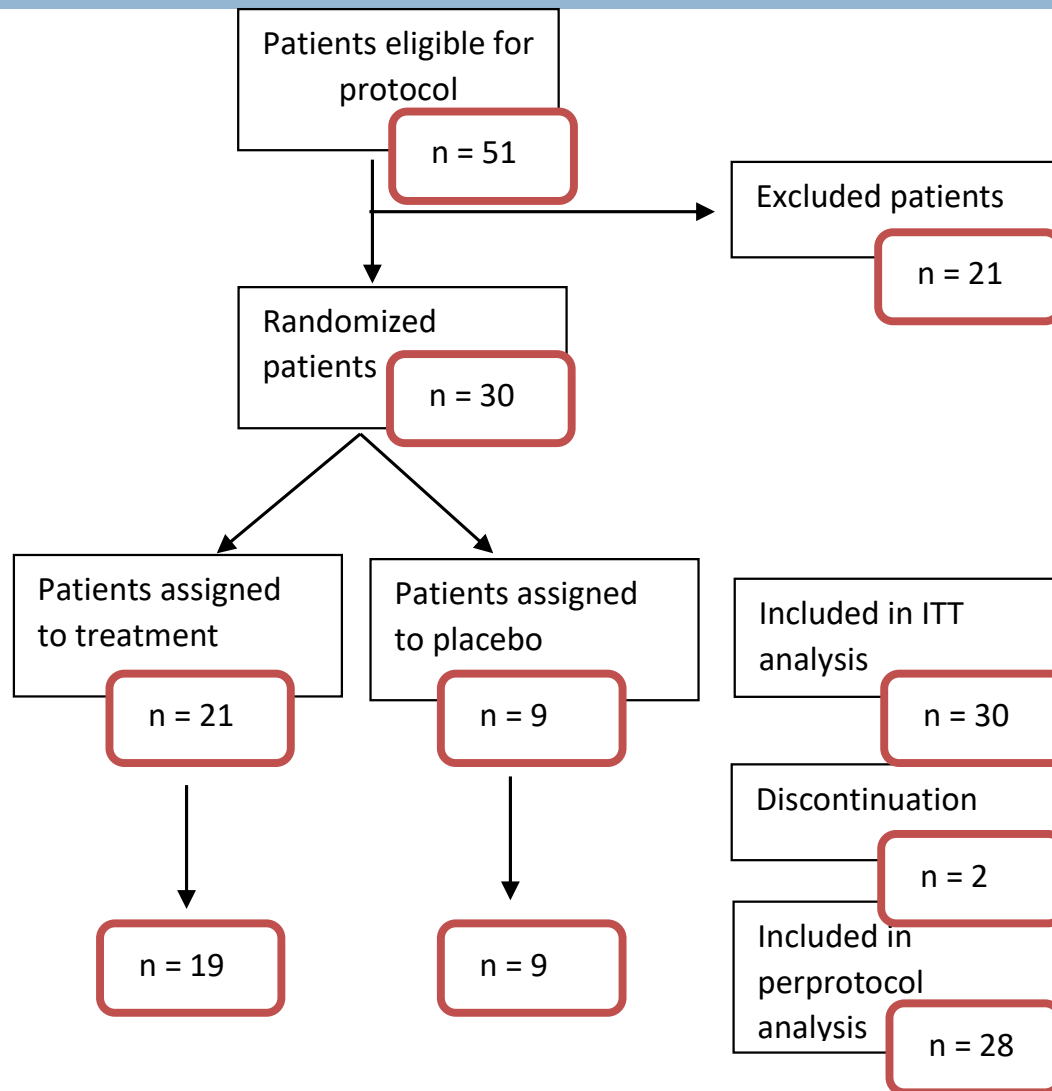 Patients eligible for
protocol
n = 51
Excluded patients
n = 21
Randomized
patients
n = 30
Patients assigned
to treatment
n = 21
Patients assigned
to placebo
n = 9
Included in ITT
analysis
n = 30
Discontinuation
n = 2
n = 19
n = 9
Included in
perprotocol
analysis
n = 28